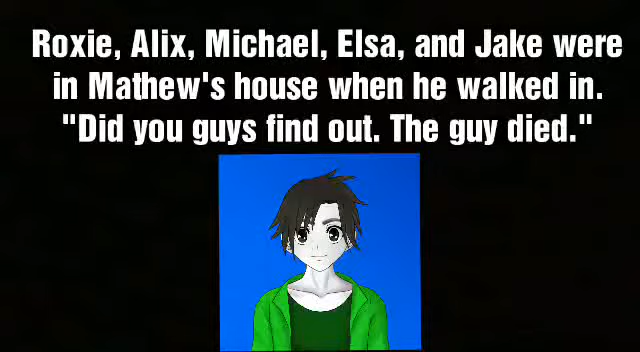 Roxie, Alix, Michael, Elsa, and Jake were
in Mathew's house when he walked in.
"Did you guys find out. The guy died."